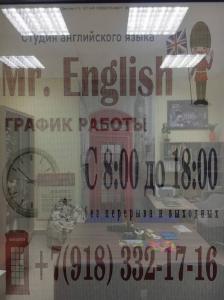 Студия английского языка
Mr. English
ГРАФИК РАБОТЫ
С 8:00 до 18:00
без перерыва и выходных
+7(918) 332-17-16